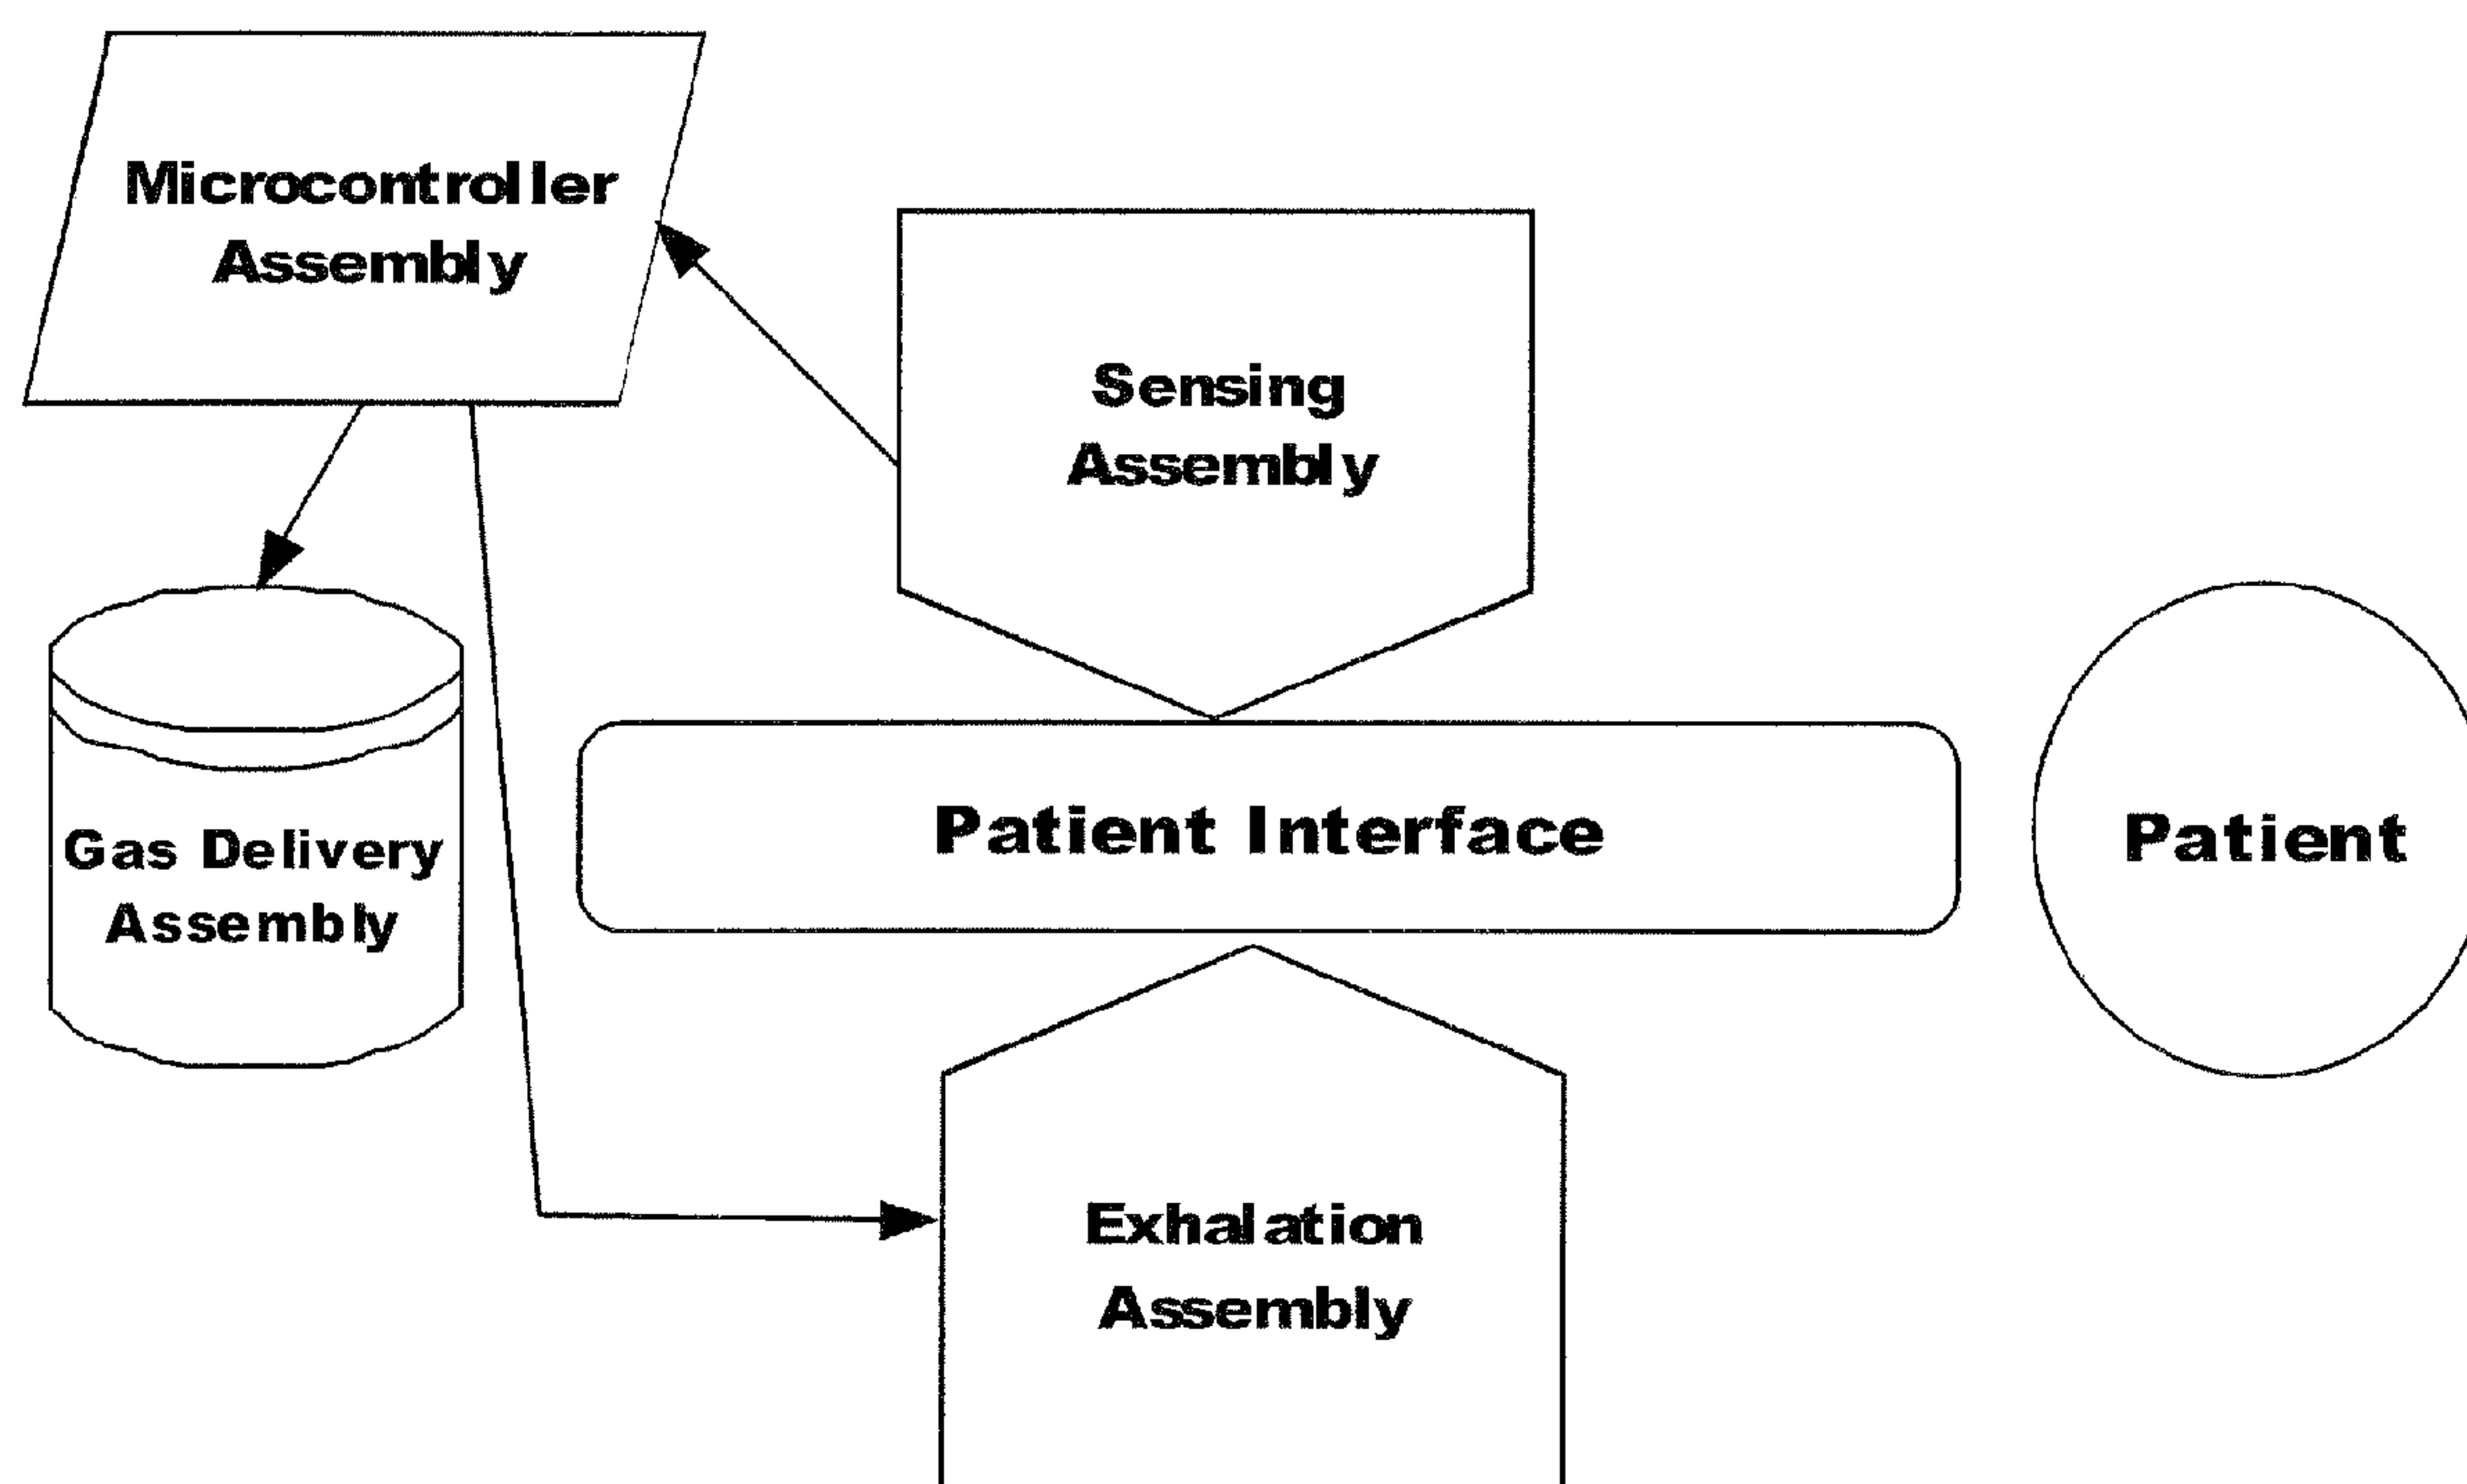 Microcontroller
Assembly
Sensing
Assembly
Patient Interface
Patient
Gas Delivery
Assembly
Exhalation
Assembly